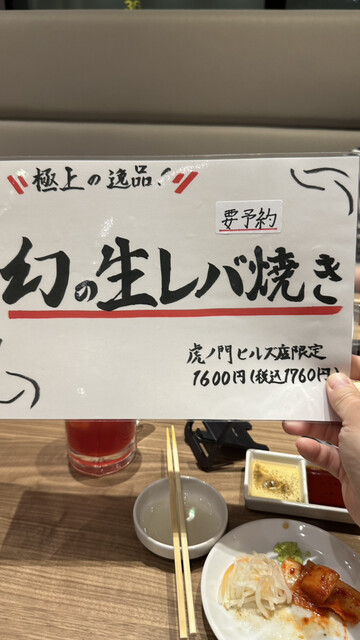 極上の逸品!
要予約
幻の生レバ焼き
虎ノ門ヒルズ店限定
1600円(税込1760円)